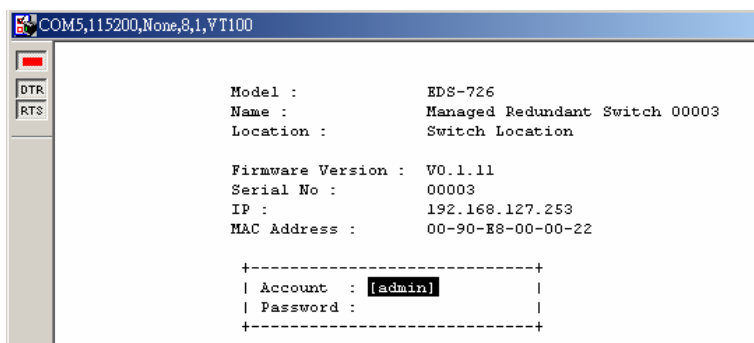 COM5,115200,None,8,1,VT100
DTR
RTS
Model : EDS-726
Name : Managed Redundant Switch 00003
Location : Switch Location
Firmware Version : V0.1.11
Serial No : 00003
IP : 192.168.127.253
MAC Address : 00-90-E8-00-00-22
+-----------------------------+
| Account : [admin] |
| Password : |
+-----------------------------+